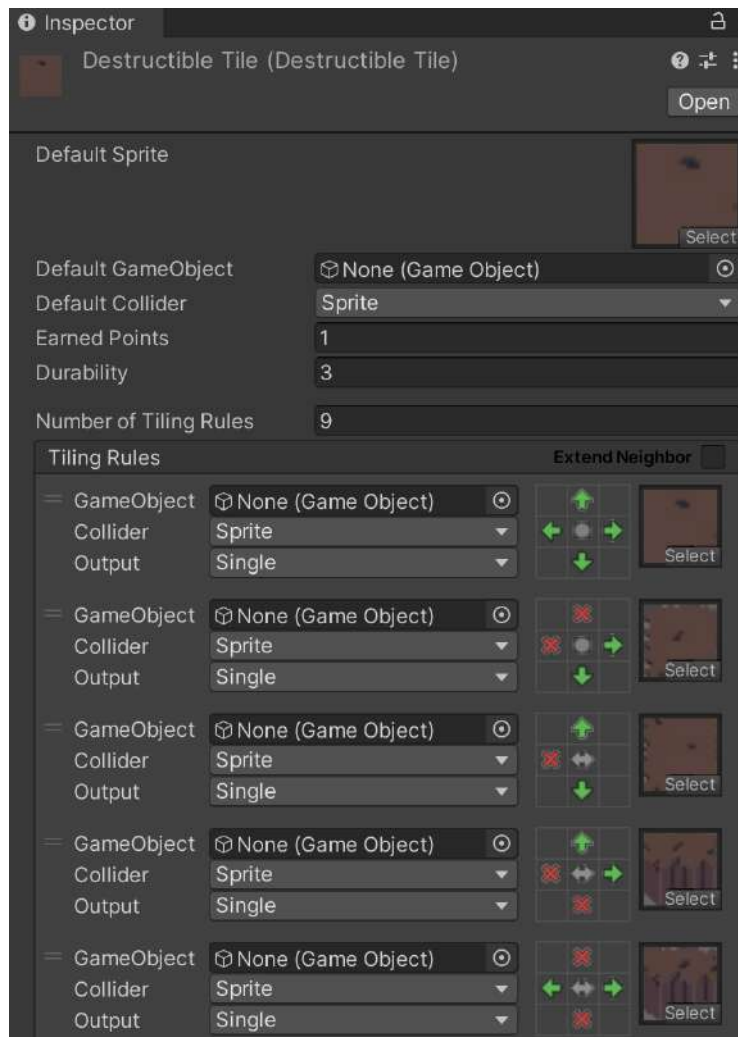 Inspector
Destructible Tile (Destructible Tile)
Open
Default Sprite
Select
Default GameObject None (Game Object)
Default Collider Sprite
Earned Points 1
Durability 3
Number of Tiling Rules 9
Tiling Rules Extend Neighbor
GameObject None (Game Object)
Collider Sprite
Output Single Select
GameObject None (Game Object)
Collider Sprite
Output Single Select
GameObject None (Game Object)
Collider Sprite
Output Single Select
GameObject None (Game Object)
Collider Sprite
Output Single Select
GameObject None (Game Object)
Collider Sprite
Output Single Select